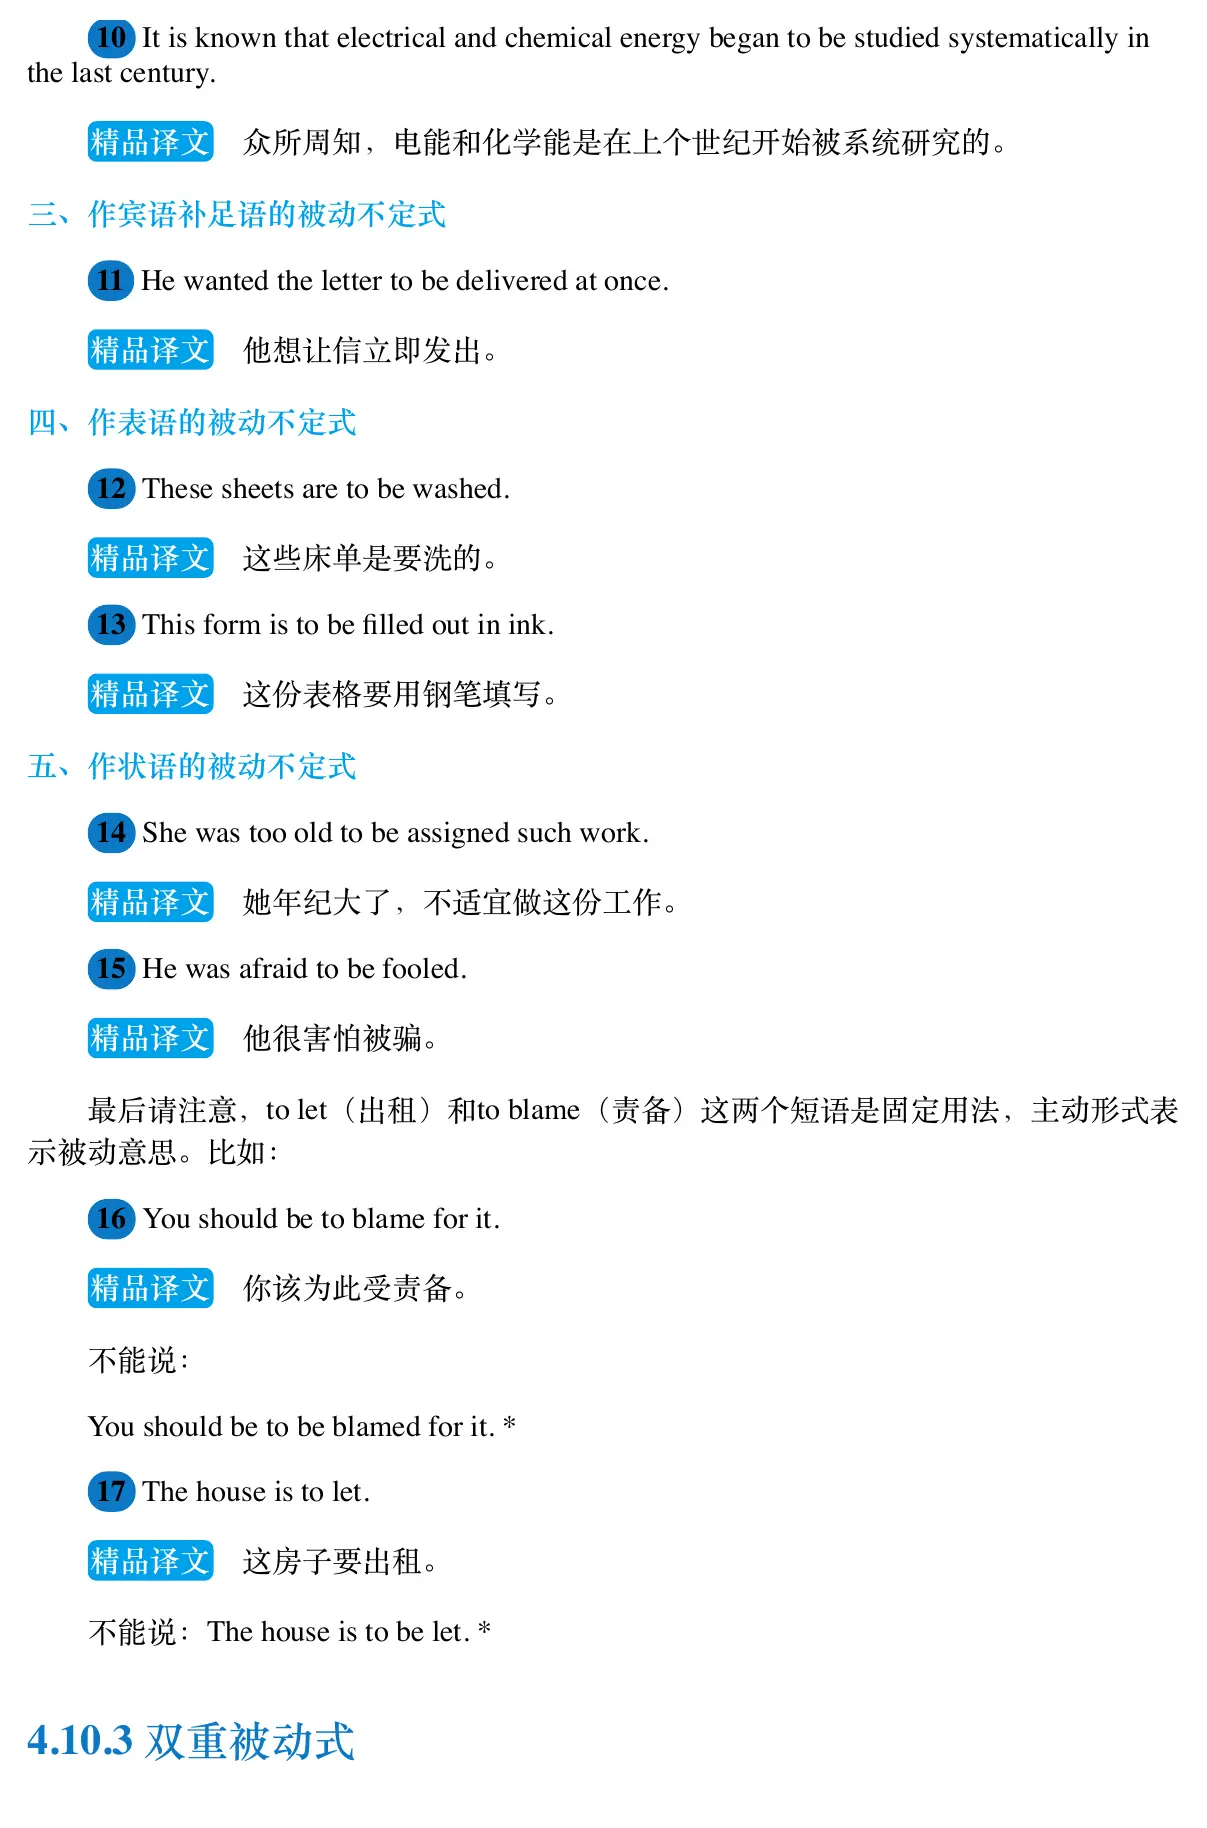 10 It is known that electrical and chemical energy began to be studied systematically in
the last century.
精品译文 众所周知，电能和化学能是在上个世纪开始被系统研究的。
三、作宾语补足语的被动不定式
11 He wanted the letter to be delivered at once.
精品译文 他想让信立即发出。
四、作表语的被动不定式
12 These sheets are to be washed.
精品译文 这些床单是要洗的。
13 This form is to be filled out in ink.
精品译文 这份表格要用钢笔填写。
五、作状语的被动不定式
14 She was too old to be assigned such work.
精品译文 她年纪大了，不适宜做这份工作。
15 He was afraid to be fooled.
精品译文 他很害怕被骗。
最后请注意，to let（出租）和to blame（责备）这两个短语是固定用法，主动形式表
示被动意思。比如：
16 You should be to blame for it.
精品译文 你该为此受责备。
不能说：
You should be to be blamed for it. *
17 The house is to let.
精品译文 这房子要出租。
不能说：The house is to be let. *
4.10.3 双重被动式